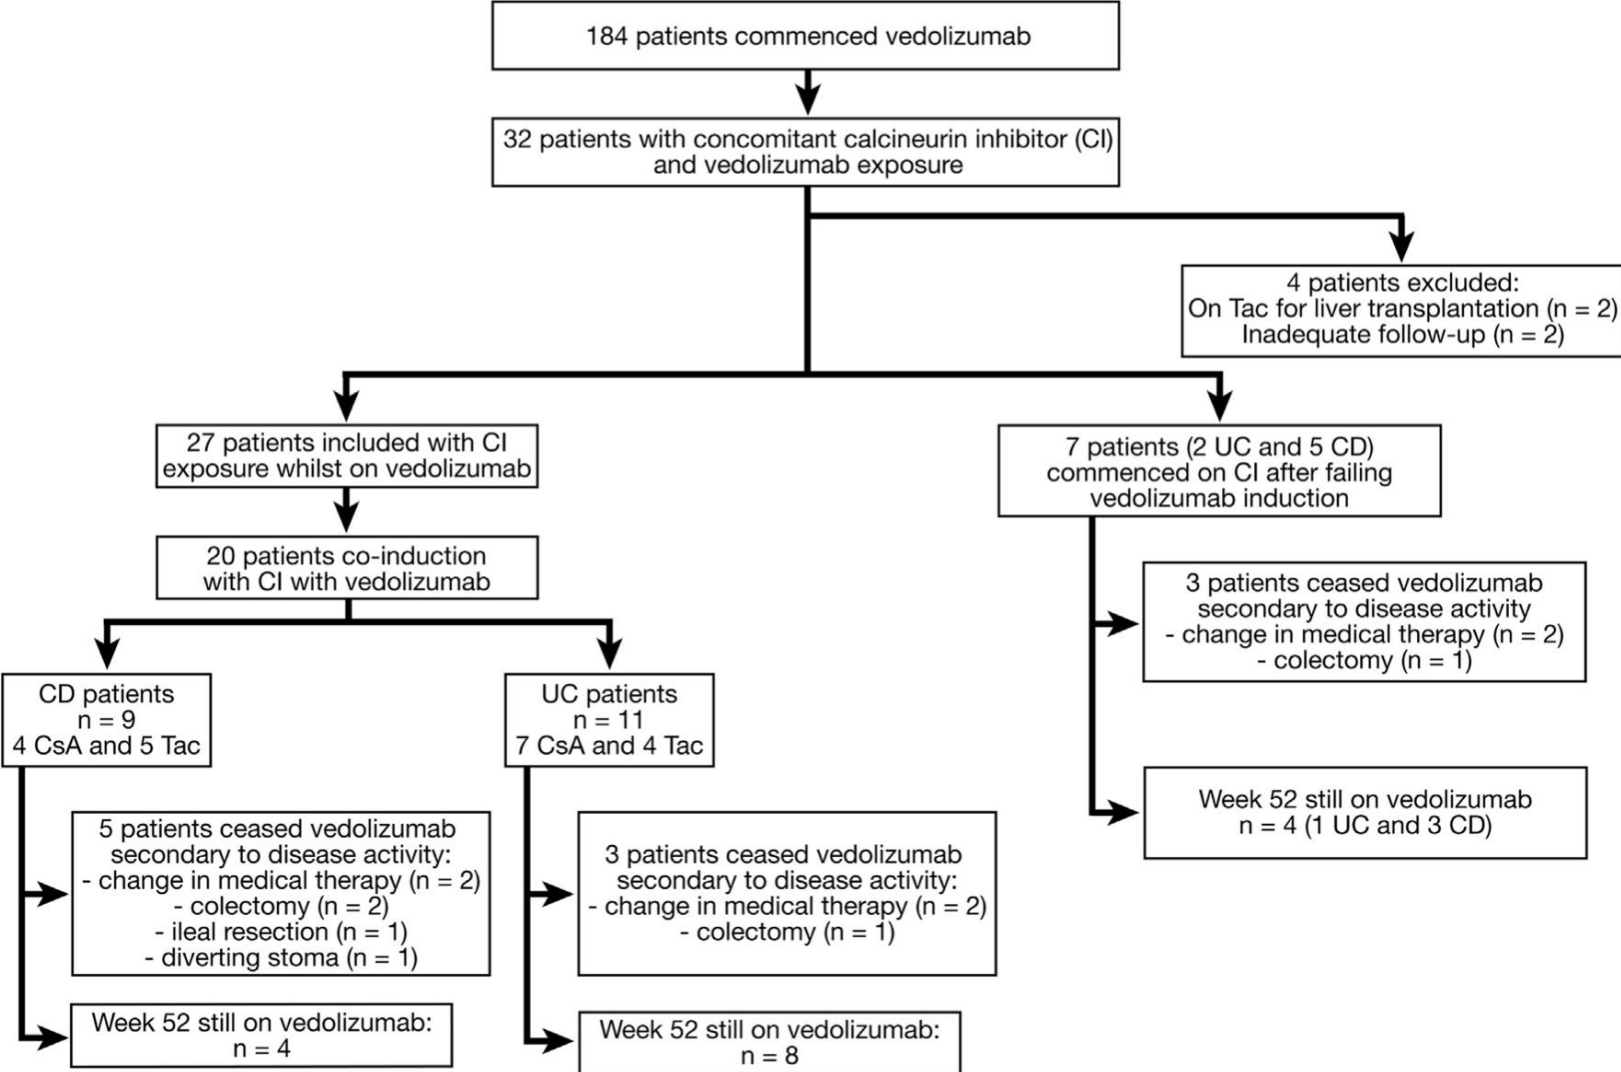 184 patients commenced vedolizumab
32 patients with concomitant calcineurin inhibitor (CI)
and vedolizumab exposure
4 patients excluded:
On Tac for liver transplantation (n = 2)
Inadequate follow-up (n = 2)
27 patients included with CI
exposure whilst on vedolizumab
7 patients (2 UC and 5 CD)
commenced on CI after failing
vedolizumab induction
20 patients co-induction
with CI with vedolizumab
3 patients ceased vedolizumab
secondary to disease activity
- change in medical therapy (n = 2)
- colectomy (n = 1)
CD patients
n = 9
4 CsA and 5 Tac
UC patients
n = 11
7 CsA and 4 Tac
Week 52 still on vedolizumab
n = 4 (1 UC and 3 CD)
5 patients ceased vedolizumab
secondary to disease activity:
- change in medical therapy (n = 2)
- colectomy (n = 2)
- ileal resection (n = 1)
- diverting stoma (n = 1)
3 patients ceased vedolizumab
secondary to disease activity:
- change in medical therapy (n = 2)
- colectomy (n = 1)
Week 52 still on vedolizumab:
n = 4
Week 52 still on vedolizumab:
n = 8